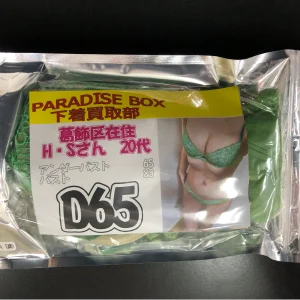 PARADISE BOX
下着買取部
葛飾区在住
H・Sさん 20代
アンダーバスト 65
バスト
D65